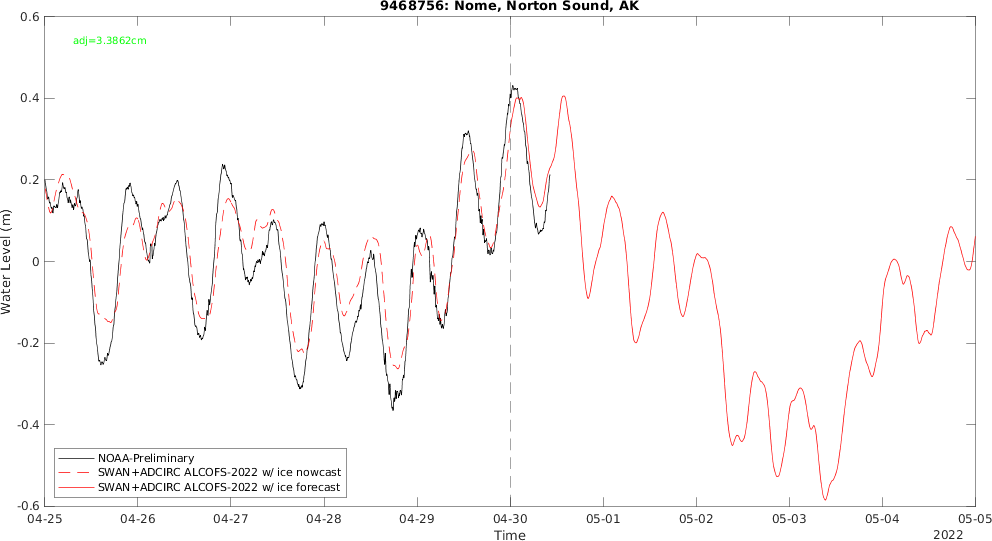 9468756: Nome, Norton Sound, AK
adj=3.3862cm
0.6
0.4
0.2
0
-0.2
-0.4
-0.6
Water Level (m)
NOAA-Preliminary
SWAN+ADCIRC ALCOFS-2022 w/ ice nowcast
SWAN+ADCIRC ALCOFS-2022 w/ ice forecast
04-25 04-26 04-27 04-28 04-29 04-30 05-01 05-02 05-03 05-04 05-05
Time
2022